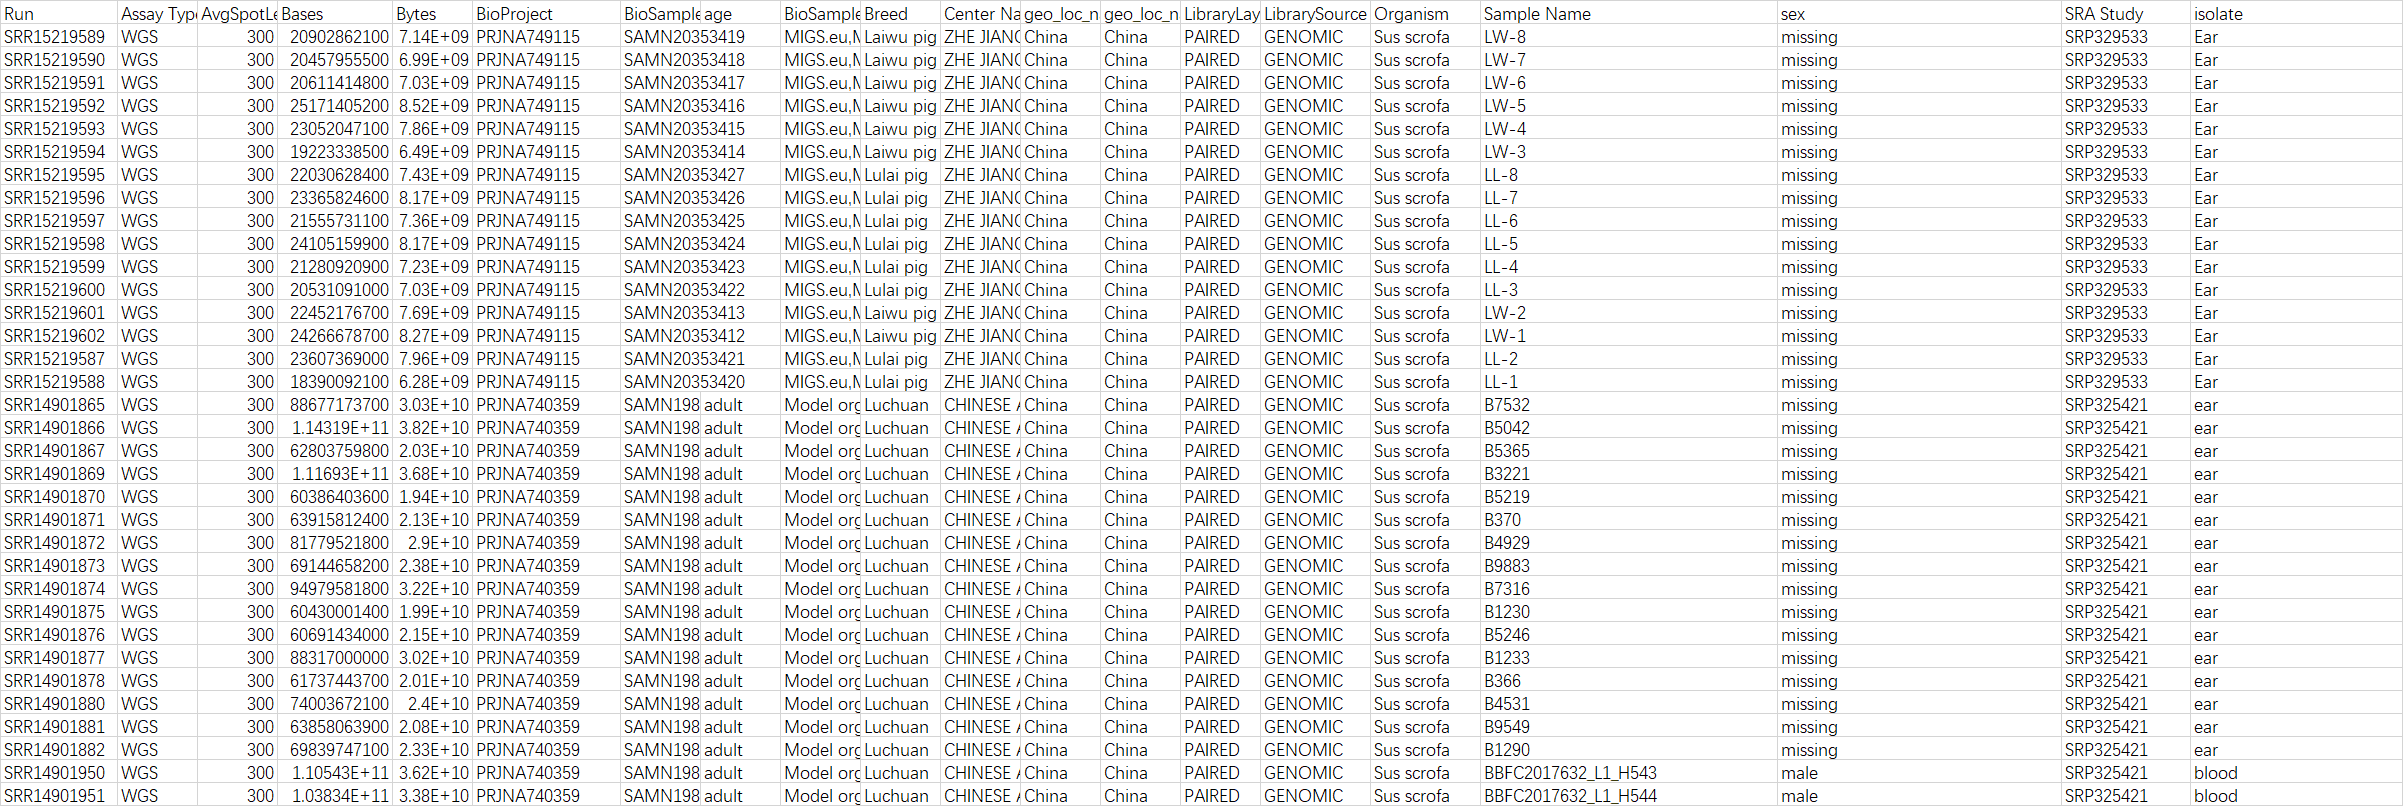 Run Assay Typ AvgSpotLe Bases Bytes BioProject BioSample age BioSample Breed Center Na geo_loc_n geo_loc_n LibraryLay LibrarySource Organism Sample Name sex SRA Study isolate
SRR15219589 WGS 300 20902862100 7.14E+09 PRJNA749115 SAMN20353419 MIGS.eu,M Laiwu pig ZHE JIANG China China PAIRED GENOMIC Sus scrofa LW-8 missing SRP329533 Ear
SRR15219590 WGS 300 20457955500 6.99E+09 PRJNA749115 SAMN20353418 MIGS.eu,M Laiwu pig ZHE JIANG China China PAIRED GENOMIC Sus scrofa LW-7 missing SRP329533 Ear
SRR15219591 WGS 300 20611414800 7.03E+09 PRJNA749115 SAMN20353417 MIGS.eu,M Laiwu pig ZHE JIANG China China PAIRED GENOMIC Sus scrofa LW-6 missing SRP329533 Ear
SRR15219592 WGS 300 25171405200 8.52E+09 PRJNA749115 SAMN20353416 MIGS.eu,M Laiwu pig ZHE JIANG China China PAIRED GENOMIC Sus scrofa LW-5 missing SRP329533 Ear
SRR15219593 WGS 300 23052047100 7.86E+09 PRJNA749115 SAMN20353415 MIGS.eu,M Laiwu pig ZHE JIANG China China PAIRED GENOMIC Sus scrofa LW-4 missing SRP329533 Ear
SRR15219594 WGS 300 19223338500 6.49E+09 PRJNA749115 SAMN20353414 MIGS.eu,M Laiwu pig ZHE JIANG China China PAIRED GENOMIC Sus scrofa LW-3 missing SRP329533 Ear
SRR15219595 WGS 300 22030628400 7.43E+09 PRJNA749115 SAMN20353427 MIGS.eu,M Lulai pig ZHE JIANG China China PAIRED GENOMIC Sus scrofa LL-8 missing SRP329533 Ear
SRR15219596 WGS 300 23365824600 8.17E+09 PRJNA749115 SAMN20353426 MIGS.eu,M Lulai pig ZHE JIANG China China PAIRED GENOMIC Sus scrofa LL-7 missing SRP329533 Ear
SRR15219597 WGS 300 21555731100 7.36E+09 PRJNA749115 SAMN20353425 MIGS.eu,M Lulai pig ZHE JIANG China China PAIRED GENOMIC Sus scrofa LL-6 missing SRP329533 Ear
SRR15219598 WGS 300 24105159900 8.17E+09 PRJNA749115 SAMN20353424 MIGS.eu,M Lulai pig ZHE JIANG China China PAIRED GENOMIC Sus scrofa LL-5 missing SRP329533 Ear
SRR15219599 WGS 300 21280920900 7.23E+09 PRJNA749115 SAMN20353423 MIGS.eu,M Lulai pig ZHE JIANG China China PAIRED GENOMIC Sus scrofa LL-4 missing SRP329533 Ear
SRR15219600 WGS 300 20531091000 7.03E+09 PRJNA749115 SAMN20353422 MIGS.eu,M Lulai pig ZHE JIANG China China PAIRED GENOMIC Sus scrofa LL-3 missing SRP329533 Ear
SRR15219601 WGS 300 22452176700 7.69E+09 PRJNA749115 SAMN20353413 MIGS.eu,M Laiwu pig ZHE JIANG China China PAIRED GENOMIC Sus scrofa LW-2 missing SRP329533 Ear
SRR15219602 WGS 300 24266678700 8.27E+09 PRJNA749115 SAMN20353412 MIGS.eu,M Laiwu pig ZHE JIANG China China PAIRED GENOMIC Sus scrofa LW-1 missing SRP329533 Ear
SRR15219587 WGS 300 23607369000 7.96E+09 PRJNA749115 SAMN20353421 MIGS.eu,M Lulai pig ZHE JIANG China China PAIRED GENOMIC Sus scrofa LL-2 missing SRP329533 Ear
SRR15219588 WGS 300 18390092100 6.28E+09 PRJNA749115 SAMN20353420 MIGS.eu,M Lulai pig ZHE JIANG China China PAIRED GENOMIC Sus scrofa LL-1 missing SRP329533 Ear
SRR14901865 WGS 300 88677173700 3.03E+10 PRJNA740359 SAMN198 adult Model org Luchuan CHINESE A China China PAIRED GENOMIC Sus scrofa B7532 missing SRP325421 ear
SRR14901866 WGS 300 1.14319E+11 3.82E+10 PRJNA740359 SAMN198 adult Model org Luchuan CHINESE A China China PAIRED GENOMIC Sus scrofa B5042 missing SRP325421 ear
SRR14901867 WGS 300 62803759800 2.03E+10 PRJNA740359 SAMN198 adult Model org Luchuan CHINESE A China China PAIRED GENOMIC Sus scrofa B5365 missing SRP325421 ear
SRR14901869 WGS 300 1.11693E+11 3.68E+10 PRJNA740359 SAMN198 adult Model org Luchuan CHINESE A China China PAIRED GENOMIC Sus scrofa B3221 missing SRP325421 ear
SRR14901870 WGS 300 60386403600 1.94E+10 PRJNA740359 SAMN198 adult Model org Luchuan CHINESE A China China PAIRED GENOMIC Sus scrofa B5219 missing SRP325421 ear
SRR14901871 WGS 300 63915812400 2.13E+10 PRJNA740359 SAMN198 adult Model org Luchuan CHINESE A China China PAIRED GENOMIC Sus scrofa B370 missing SRP325421 ear
SRR14901872 WGS 300 81779521800 2.9E+10 PRJNA740359 SAMN198 adult Model org Luchuan CHINESE A China China PAIRED GENOMIC Sus scrofa B4929 missing SRP325421 ear
SRR14901873 WGS 300 69144658200 2.38E+10 PRJNA740359 SAMN198 adult Model org Luchuan CHINESE A China China PAIRED GENOMIC Sus scrofa B9883 missing SRP325421 ear
SRR14901874 WGS 300 94979581800 3.22E+10 PRJNA740359 SAMN198 adult Model org Luchuan CHINESE A China China PAIRED GENOMIC Sus scrofa B7316 missing SRP325421 ear
SRR14901875 WGS 300 60430001400 1.99E+10 PRJNA740359 SAMN198 adult Model org Luchuan CHINESE A China China PAIRED GENOMIC Sus scrofa B1230 missing SRP325421 ear
SRR14901876 WGS 300 60691434000 2.15E+10 PRJNA740359 SAMN198 adult Model org Luchuan CHINESE A China China PAIRED GENOMIC Sus scrofa B5246 missing SRP325421 ear
SRR14901877 WGS 300 88317000000 3.02E+10 PRJNA740359 SAMN198 adult Model org Luchuan CHINESE A China China PAIRED GENOMIC Sus scrofa B1233 missing SRP325421 ear
SRR14901878 WGS 300 61737443700 2.01E+10 PRJNA740359 SAMN198 adult Model org Luchuan CHINESE A China China PAIRED GENOMIC Sus scrofa B366 missing SRP325421 ear
SRR14901880 WGS 300 74003672100 2.4E+10 PRJNA740359 SAMN198 adult Model org Luchuan CHINESE A China China PAIRED GENOMIC Sus scrofa B4531 missing SRP325421 ear
SRR14901881 WGS 300 63858063900 2.08E+10 PRJNA740359 SAMN198 adult Model org Luchuan CHINESE A China China PAIRED GENOMIC Sus scrofa B9549 missing SRP325421 ear
SRR14901882 WGS 300 69839747100 2.33E+10 PRJNA740359 SAMN198 adult Model org Luchuan CHINESE A China China PAIRED GENOMIC Sus scrofa B1290 missing SRP325421 ear
SRR14901950 WGS 300 1.10543E+11 3.62E+10 PRJNA740359 SAMN198 adult Model org Luchuan CHINESE A China China PAIRED GENOMIC Sus scrofa BBFC2017632_L1_H543 male SRP325421 blood
SRR14901951 WGS 300 1.03834E+11 3.38E+10 PRJNA740359 SAMN198 adult Model org Luchuan CHINESE A China China PAIRED GENOMIC Sus scrofa BBFC2017632_L1_H544 male SRP325421 blood